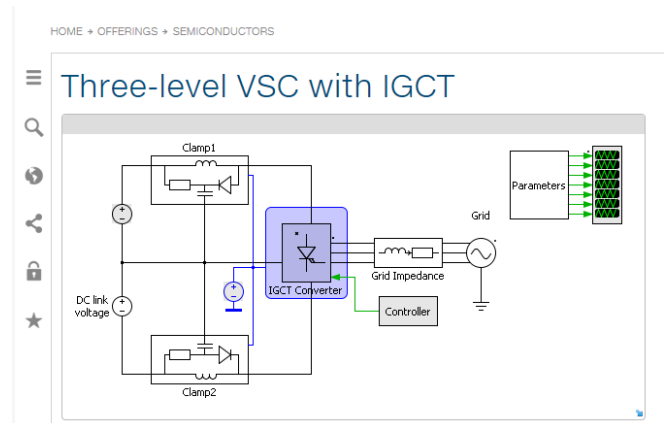 HOME → OFFERINGS → SEMICONDUCTORS
Three-level VSC with IGCT
Clamp1
Parameters
Grid
Grid Impedance
IGCT Converter
DC link
voltage
Controller
Clamp2